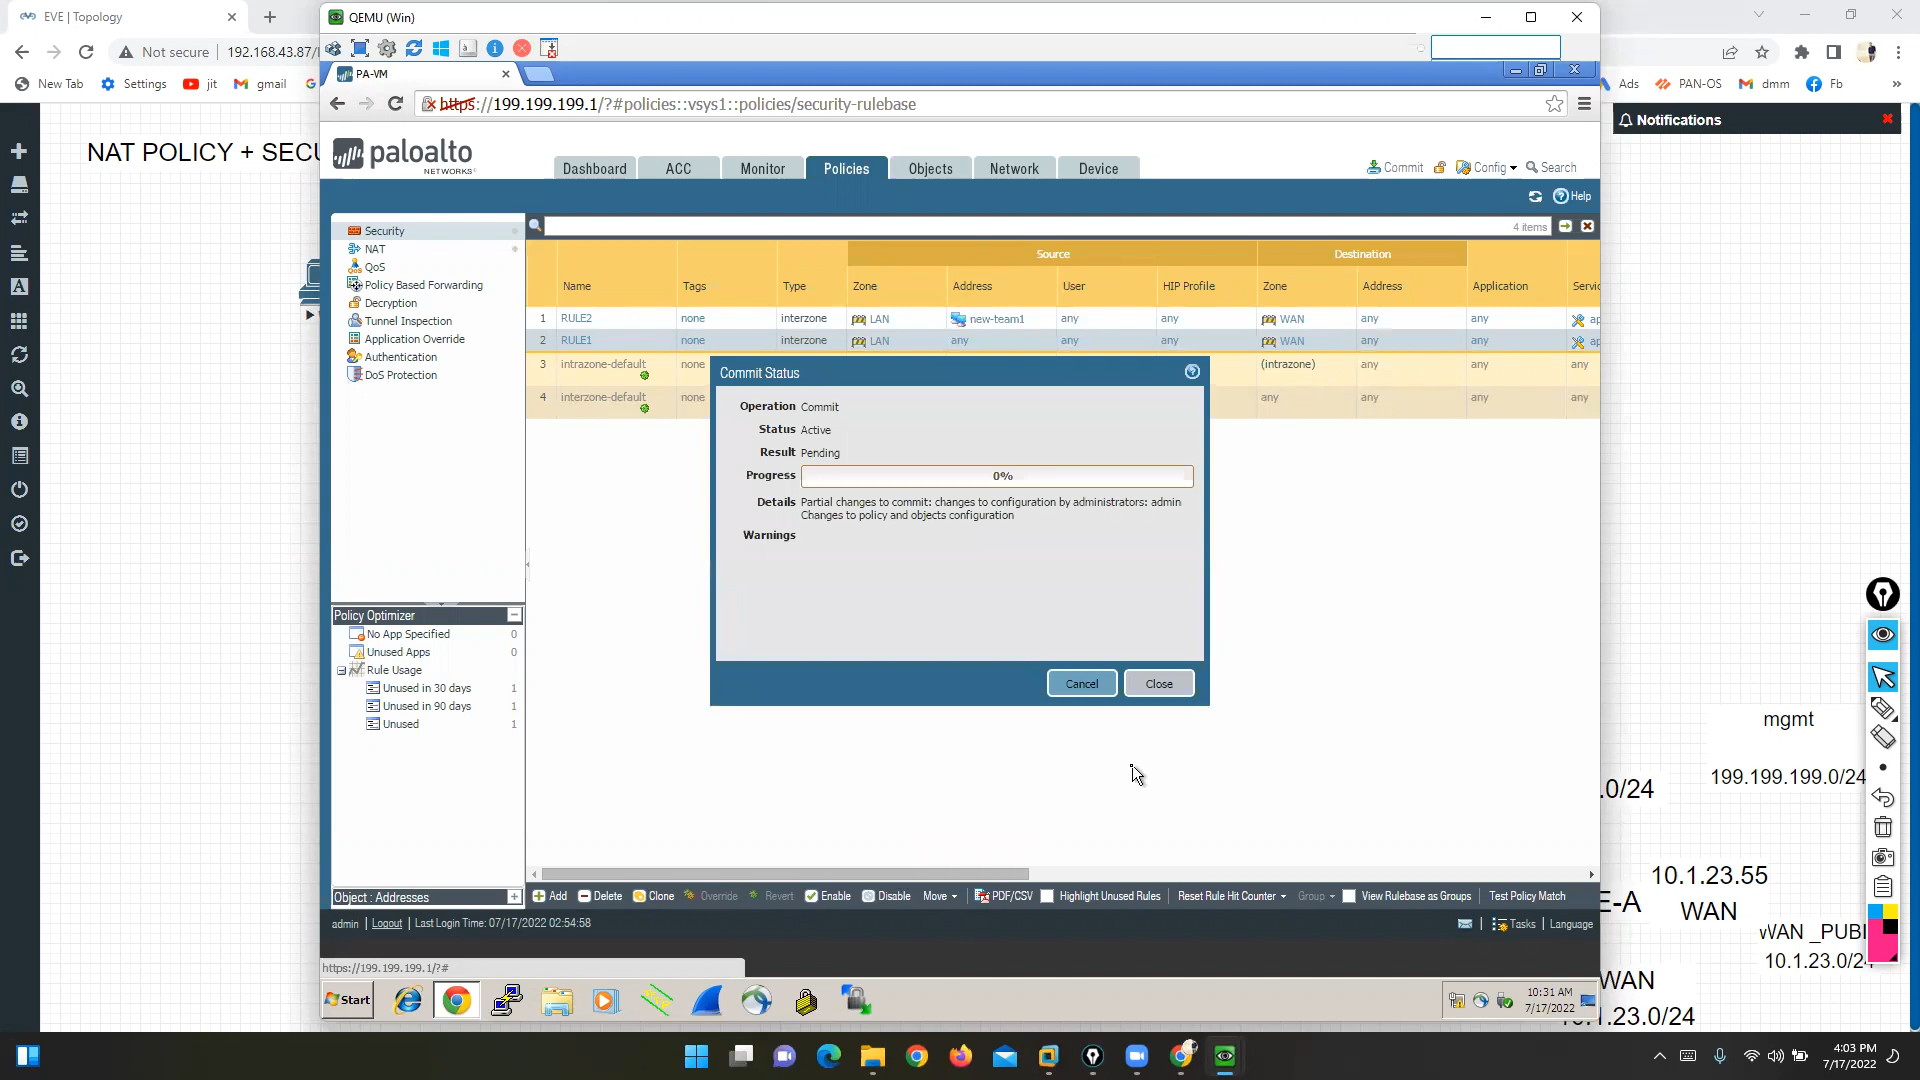 EVE | Topology
QEMU (Win)
Not secure
192.168.43.87/
New Tab
Settings
jit
gmail
Ads
PAN-OS
dmm
Fb
PA-VM
https://199.199.199.1/?#policies::vsys1::policies/security-rulebase
Notifications
NAT POLICY + SECU
paloalto
NETWORKS
Dashboard
ACC
Monitor
Policies
Objects
Network
Device
Commit
Config
Search
Help
4 items
Security
NAT
QoS
Policy Based Forwarding
Decryption
Tunnel Inspection
Application Override
Authentication
DoS Protection
Source
Destination
Name
Tags
Type
Zone
Address
User
HIP Profile
Zone
Address
Application
Servic
1 RULE2 none interzone LAN new-team1 any any WAN any any ap
2 RULE1 none interzone LAN any any any WAN any any ap
3 intrazone-default none (intrazone) any any any
4 interzone-default none any any any any
Commit Status
Operation Commit
Status Active
Result Pending
Progress 0%
Details Partial changes to commit: changes to configuration by administrators: admin
Changes to policy and objects configuration
Warnings
Cancel
Close
Policy Optimizer
No App Specified 0
Unused Apps 0
Rule Usage
Unused in 30 days 1
Unused in 90 days 1
Unused 1
Object : Addresses
Add
Delete
Clone
Override
Revert
Enable
Disable
Move
PDF/CSV
Highlight Unused Rules
Reset Rule Hit Counter
Group
View Rulebase as Groups
Test Policy Match
admin | Logout | Last Login Time: 07/17/2022 02:54:58
Tasks | Language
https://199.199.199.1/?#
Start
10:31 AM
7/17/2022
mgmt
199.199.199.0/24
.0/24
10.1.23.55
E-A
WAN
WAN _PUBI
10.1.23.0/24
WAN
10.1.23.0/24
4:03 PM
7/17/2022